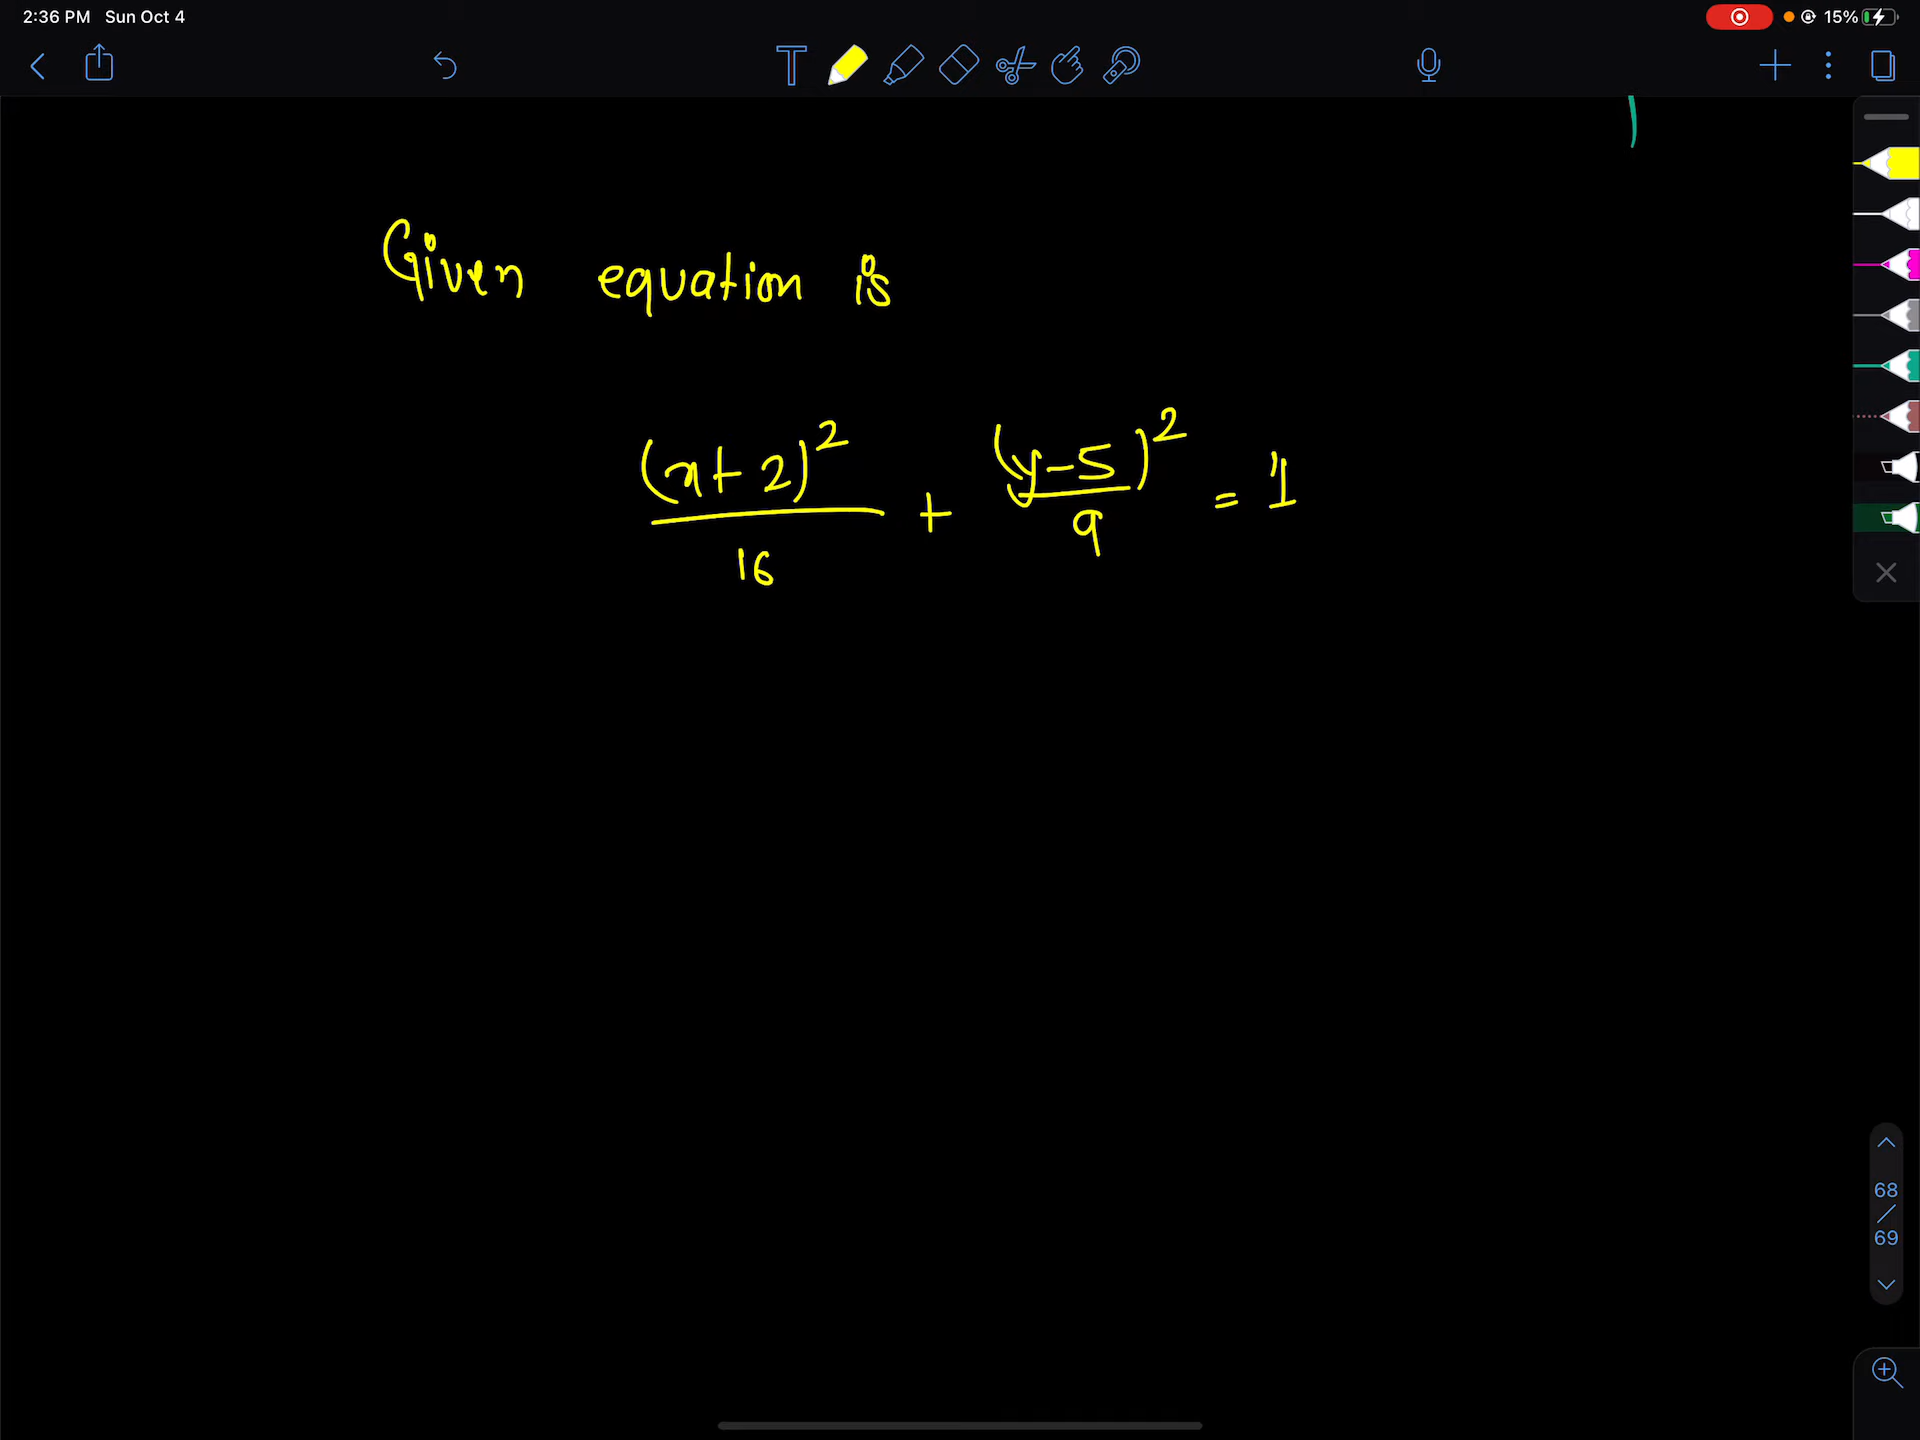 2:36 PM Sun Oct 4
15%
Given equation is
(x+2)²/16 + (y-5)²/9 = 1
68
/
69